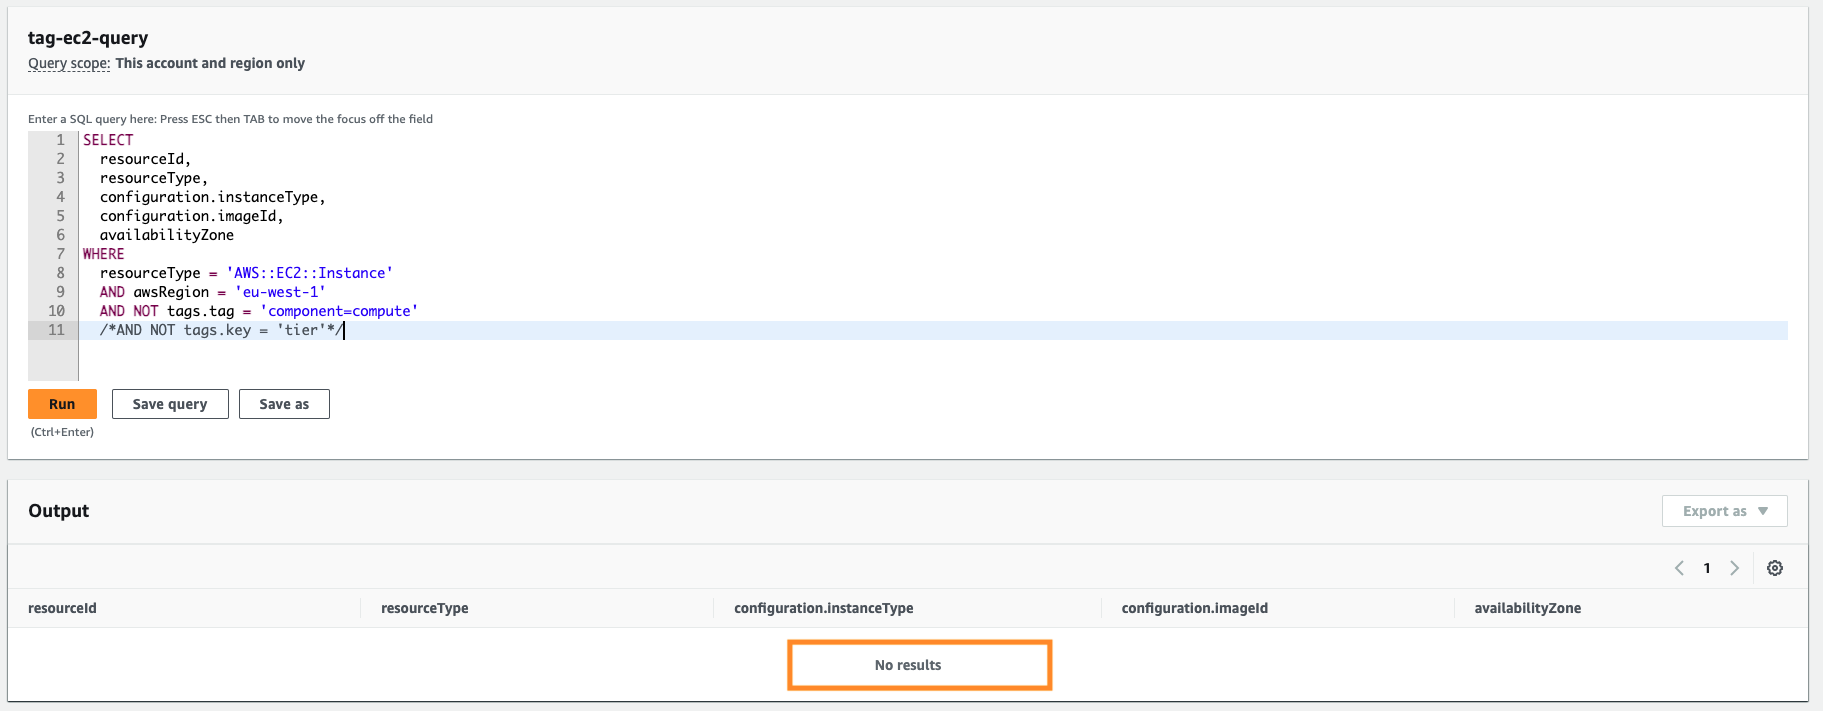 tag-ec2-query
Query scope: This account and region only
Enter a SQL query here: Press ESC then TAB to move the focus off the field
1 SELECT
2 resourceId,
3 resourceType,
4 configuration.instanceType,
5 configuration.imageId,
6 availabilityZone
7 WHERE
8 resourceType = 'AWS::EC2::Instance'
9 AND awsRegion = 'eu-west-1'
10 AND NOT tags.tag = 'component=compute'
11 /*AND NOT tags.key = 'tier'*/
Run Save query Save as
(Ctrl+Enter)
Output Export as
1
resourceId resourceType configuration.instanceType configuration.imageId availabilityZone
No results